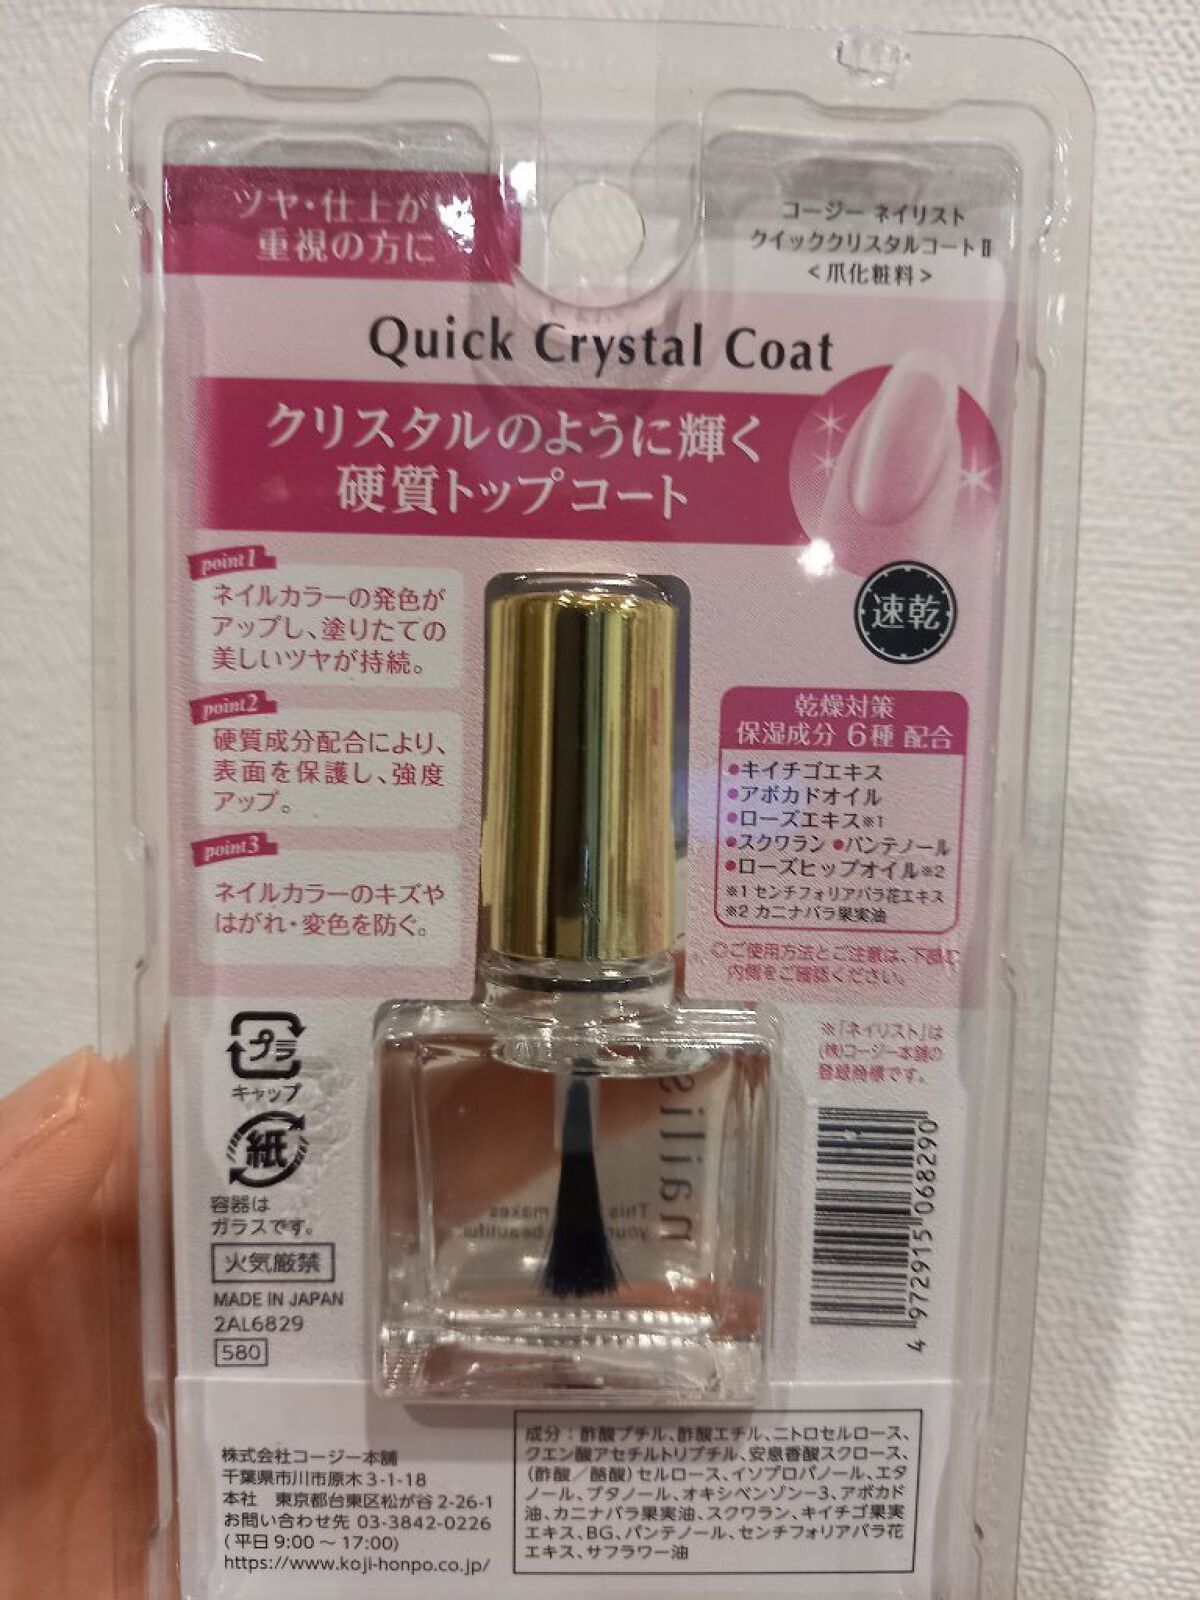 ツヤ・仕上がり
重視の方に
コージー ネイリスト
クイッククリスタルコートⅡ
<爪化粧料>
Quick Crystal Coat
クリスタルのように輝く
硬質トップコート
point1
ネイルカラーの発色が
アップし、塗りたての
美しいツヤが持続。
point2
硬質成分配合により、
表面を保護し、強度
アップ。
point3
ネイルカラーのキズや
はがれ・変色を防ぐ。
速乾
乾燥対策
保湿成分 6種 配合
●キイチゴエキス
●アボカドオイル
●ローズエキス※1
●スクワラン ●パンテノール
●ローズヒップオイル※2
※1 センチフォリアバラ花エキス
※2 カニナバラ果実油
◎ご使用方法とご注意は、下部の
内側をご確認ください。
※「ネイリスト」は
(株)コージー本舗の
登録商標です。
プラ
キャップ
紙
容器は
ガラスです。
火気厳禁
MADE IN JAPAN
2AL6829
580
nailist
This makes
your beautiful
4 972915 068290
株式会社コージー本舗
千葉県市川市原木3-1-18
本社 東京都台東区松が谷2-26-1
お問い合わせ先 03-3842-0226
(平日9:00～17:00)
https://www.koji-honpo.co.jp/
成分：酢酸ブチル、酢酸エチル、ニトロセルロース、
クエン酸アセチルトリブチル、安息香酸スクロース、
(酢酸／酪酸)セルロース、イソプロパノール、エタ
ノール、ブタノール、オキシベンゾン-3、アボカド
油、カニナバラ果実油、スクワラン、キイチゴ果実
エキス、BG、パンテノール、センチフォリアバラ花
エキス、サフラワー油